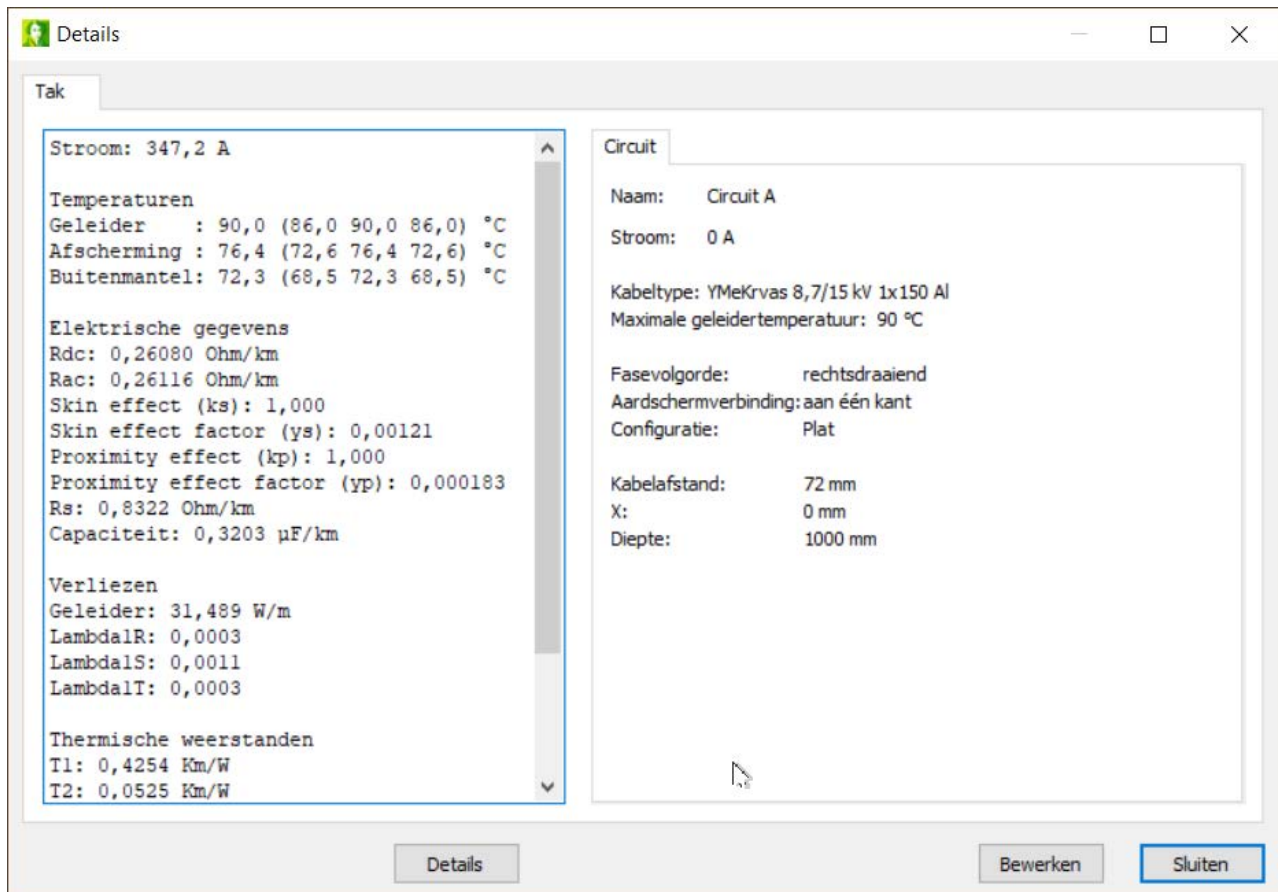 Details
Tak
Stroom: 347,2 A
Temperaturen
Geleider : 90,0 (86,0 90,0 86,0) °C
Afscherming : 76,4 (72,6 76,4 72,6) °C
Buitenmantel: 72,3 (68,5 72,3 68,5) °C
Elektrische gegevens
Rdc: 0,26080 Ohm/km
Rac: 0,26116 Ohm/km
Skin effect (ks): 1,000
Skin effect factor (ys): 0,00121
Proximity effect (kp): 1,000
Proximity effect factor (yp): 0,000183
Rs: 0,8322 Ohm/km
Capaciteit: 0,3203 µF/km
Verliezen
Geleider: 31,489 W/m
Lambda1R: 0,0003
Lambda1S: 0,0011
Lambda1T: 0,0003
Thermische weerstanden
T1: 0,4254 Km/W
T2: 0,0525 Km/W
Circuit
Naam: Circuit A
Stroom: 0 A
Kabeltype: YMeKrvas 8,7/15 kV 1x150 Al
Maximale geleidertemperatuur: 90 °C
Fasevolgorde: rechtsdraaiend
Aardschermverbinding: aan één kant
Configuratie: Plat
Kabelafstand: 72 mm
X: 0 mm
Diepte: 1000 mm
Details
Bewerken
Sluiten